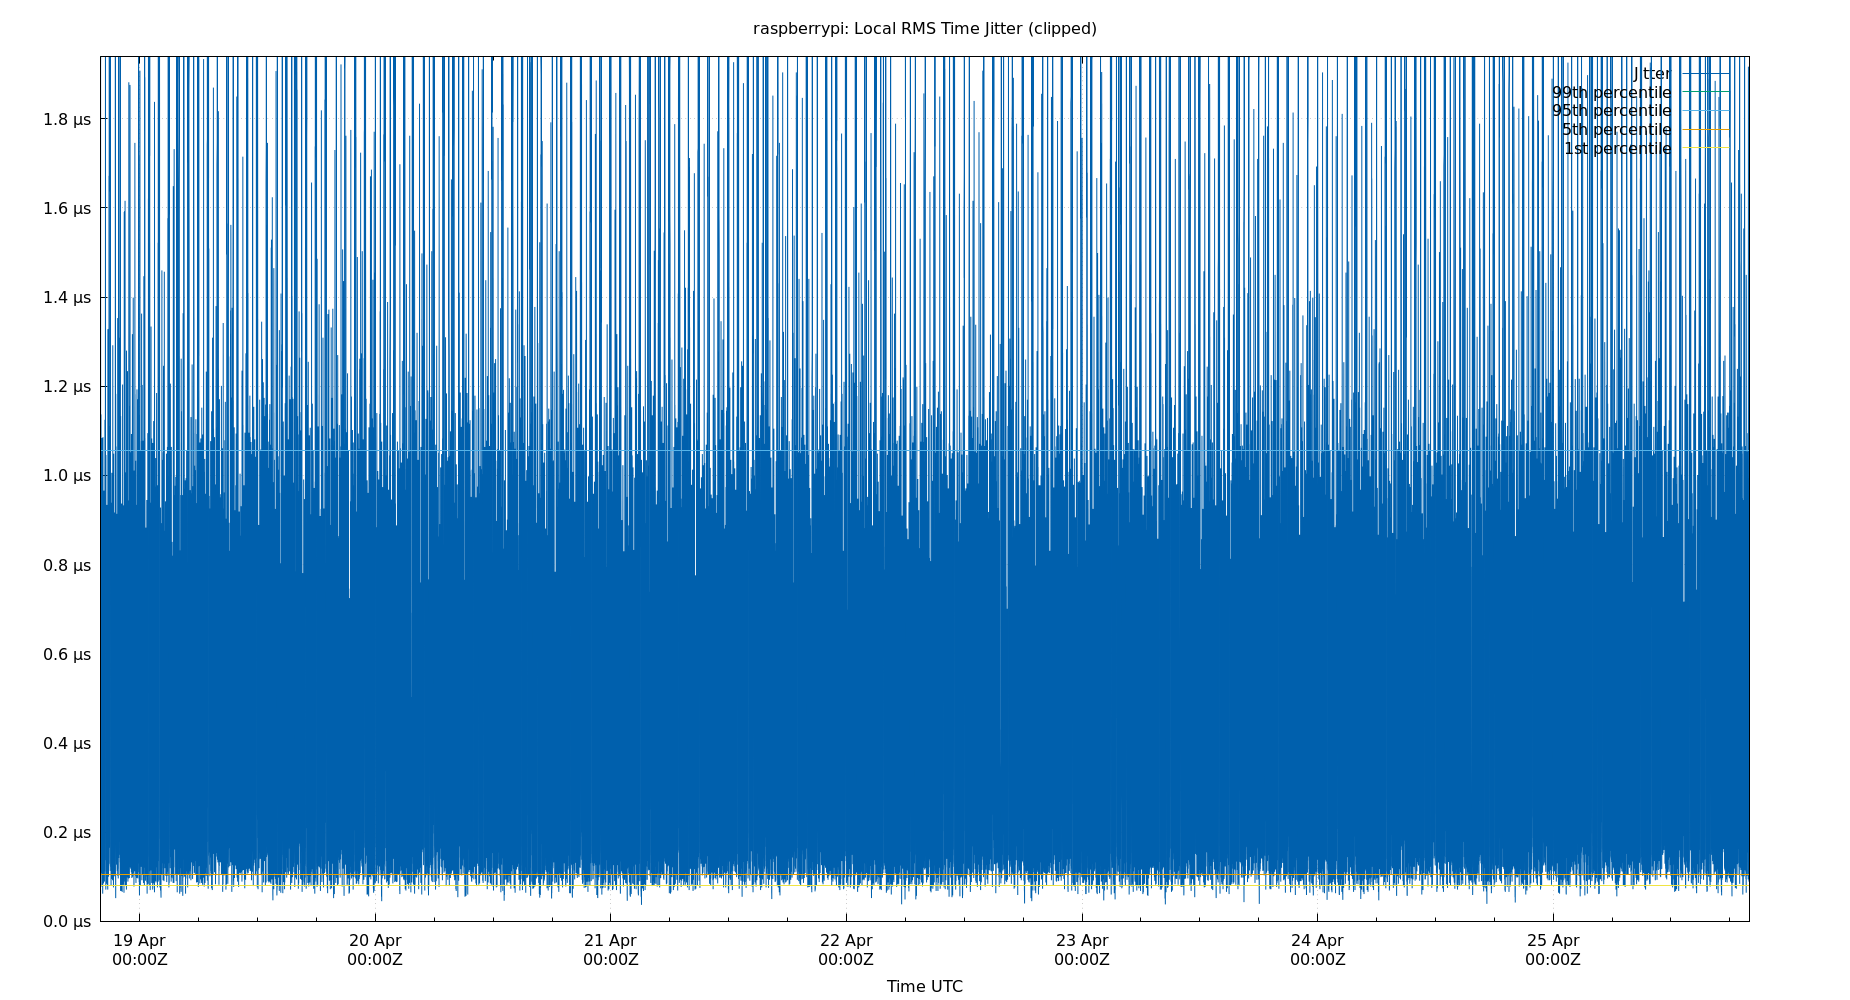 raspberrypi: Local RMS Time Jitter (clipped)
Jitter
99th percentile
95th percentile
5th percentile
1st percentile
1.8 µs
1.6 µs
1.4 µs
1.2 µs
1.0 µs
0.8 µs
0.6 µs
0.4 µs
0.2 µs
0.0 µs
19 Apr 20 Apr 21 Apr 22 Apr 23 Apr 24 Apr 25 Apr
00:00Z 00:00Z 00:00Z 00:00Z 00:00Z 00:00Z 00:00Z
Time UTC